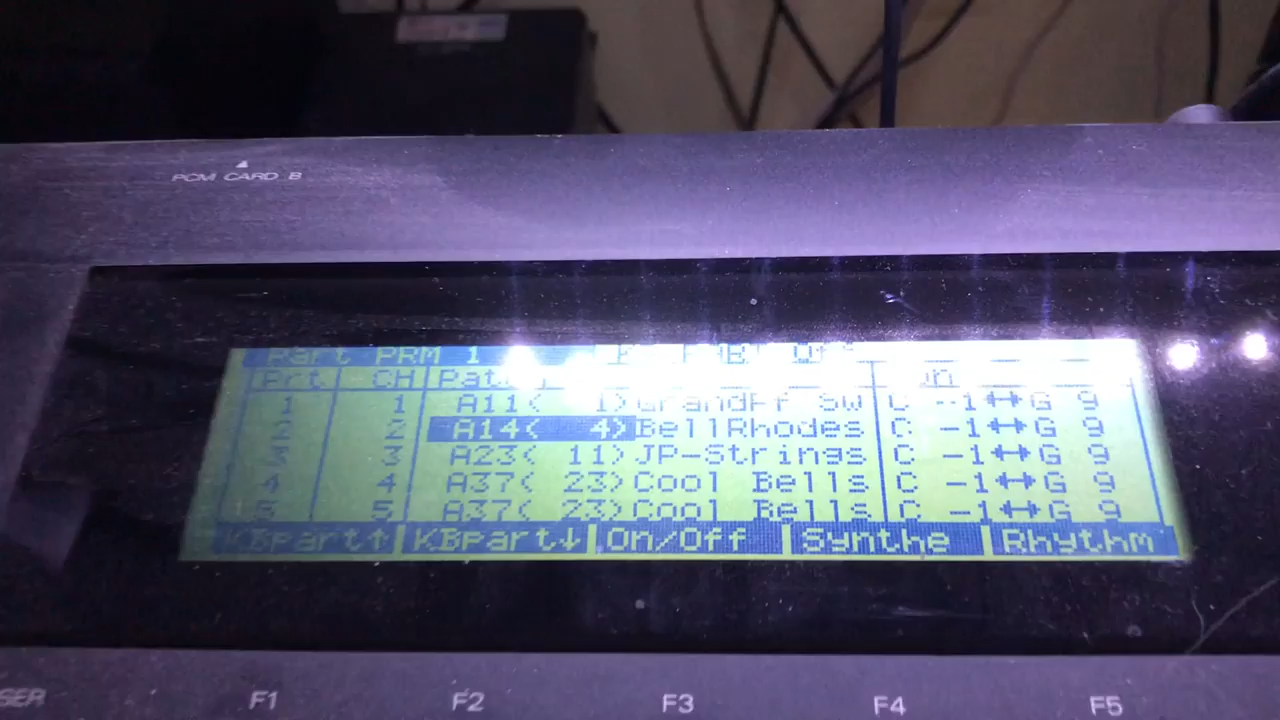 PCM CARD B
Part PRM 1
Prt CH
1 1 A11( 1) GrandPf Sw C -1↔G 9
2 2 A14( 4) BellRhodes C -1↔G 9
3 3 A23( 11) JP-Strings C -1↔G 9
4 4 A37( 23) Cool Bells C -1↔G 9
5 5 A37( 23) Cool Bells C -1↔G 9
KBpart↑ KBpart↓ On/Off Synthe Rhythm
F1 F2 F3 F4 F5